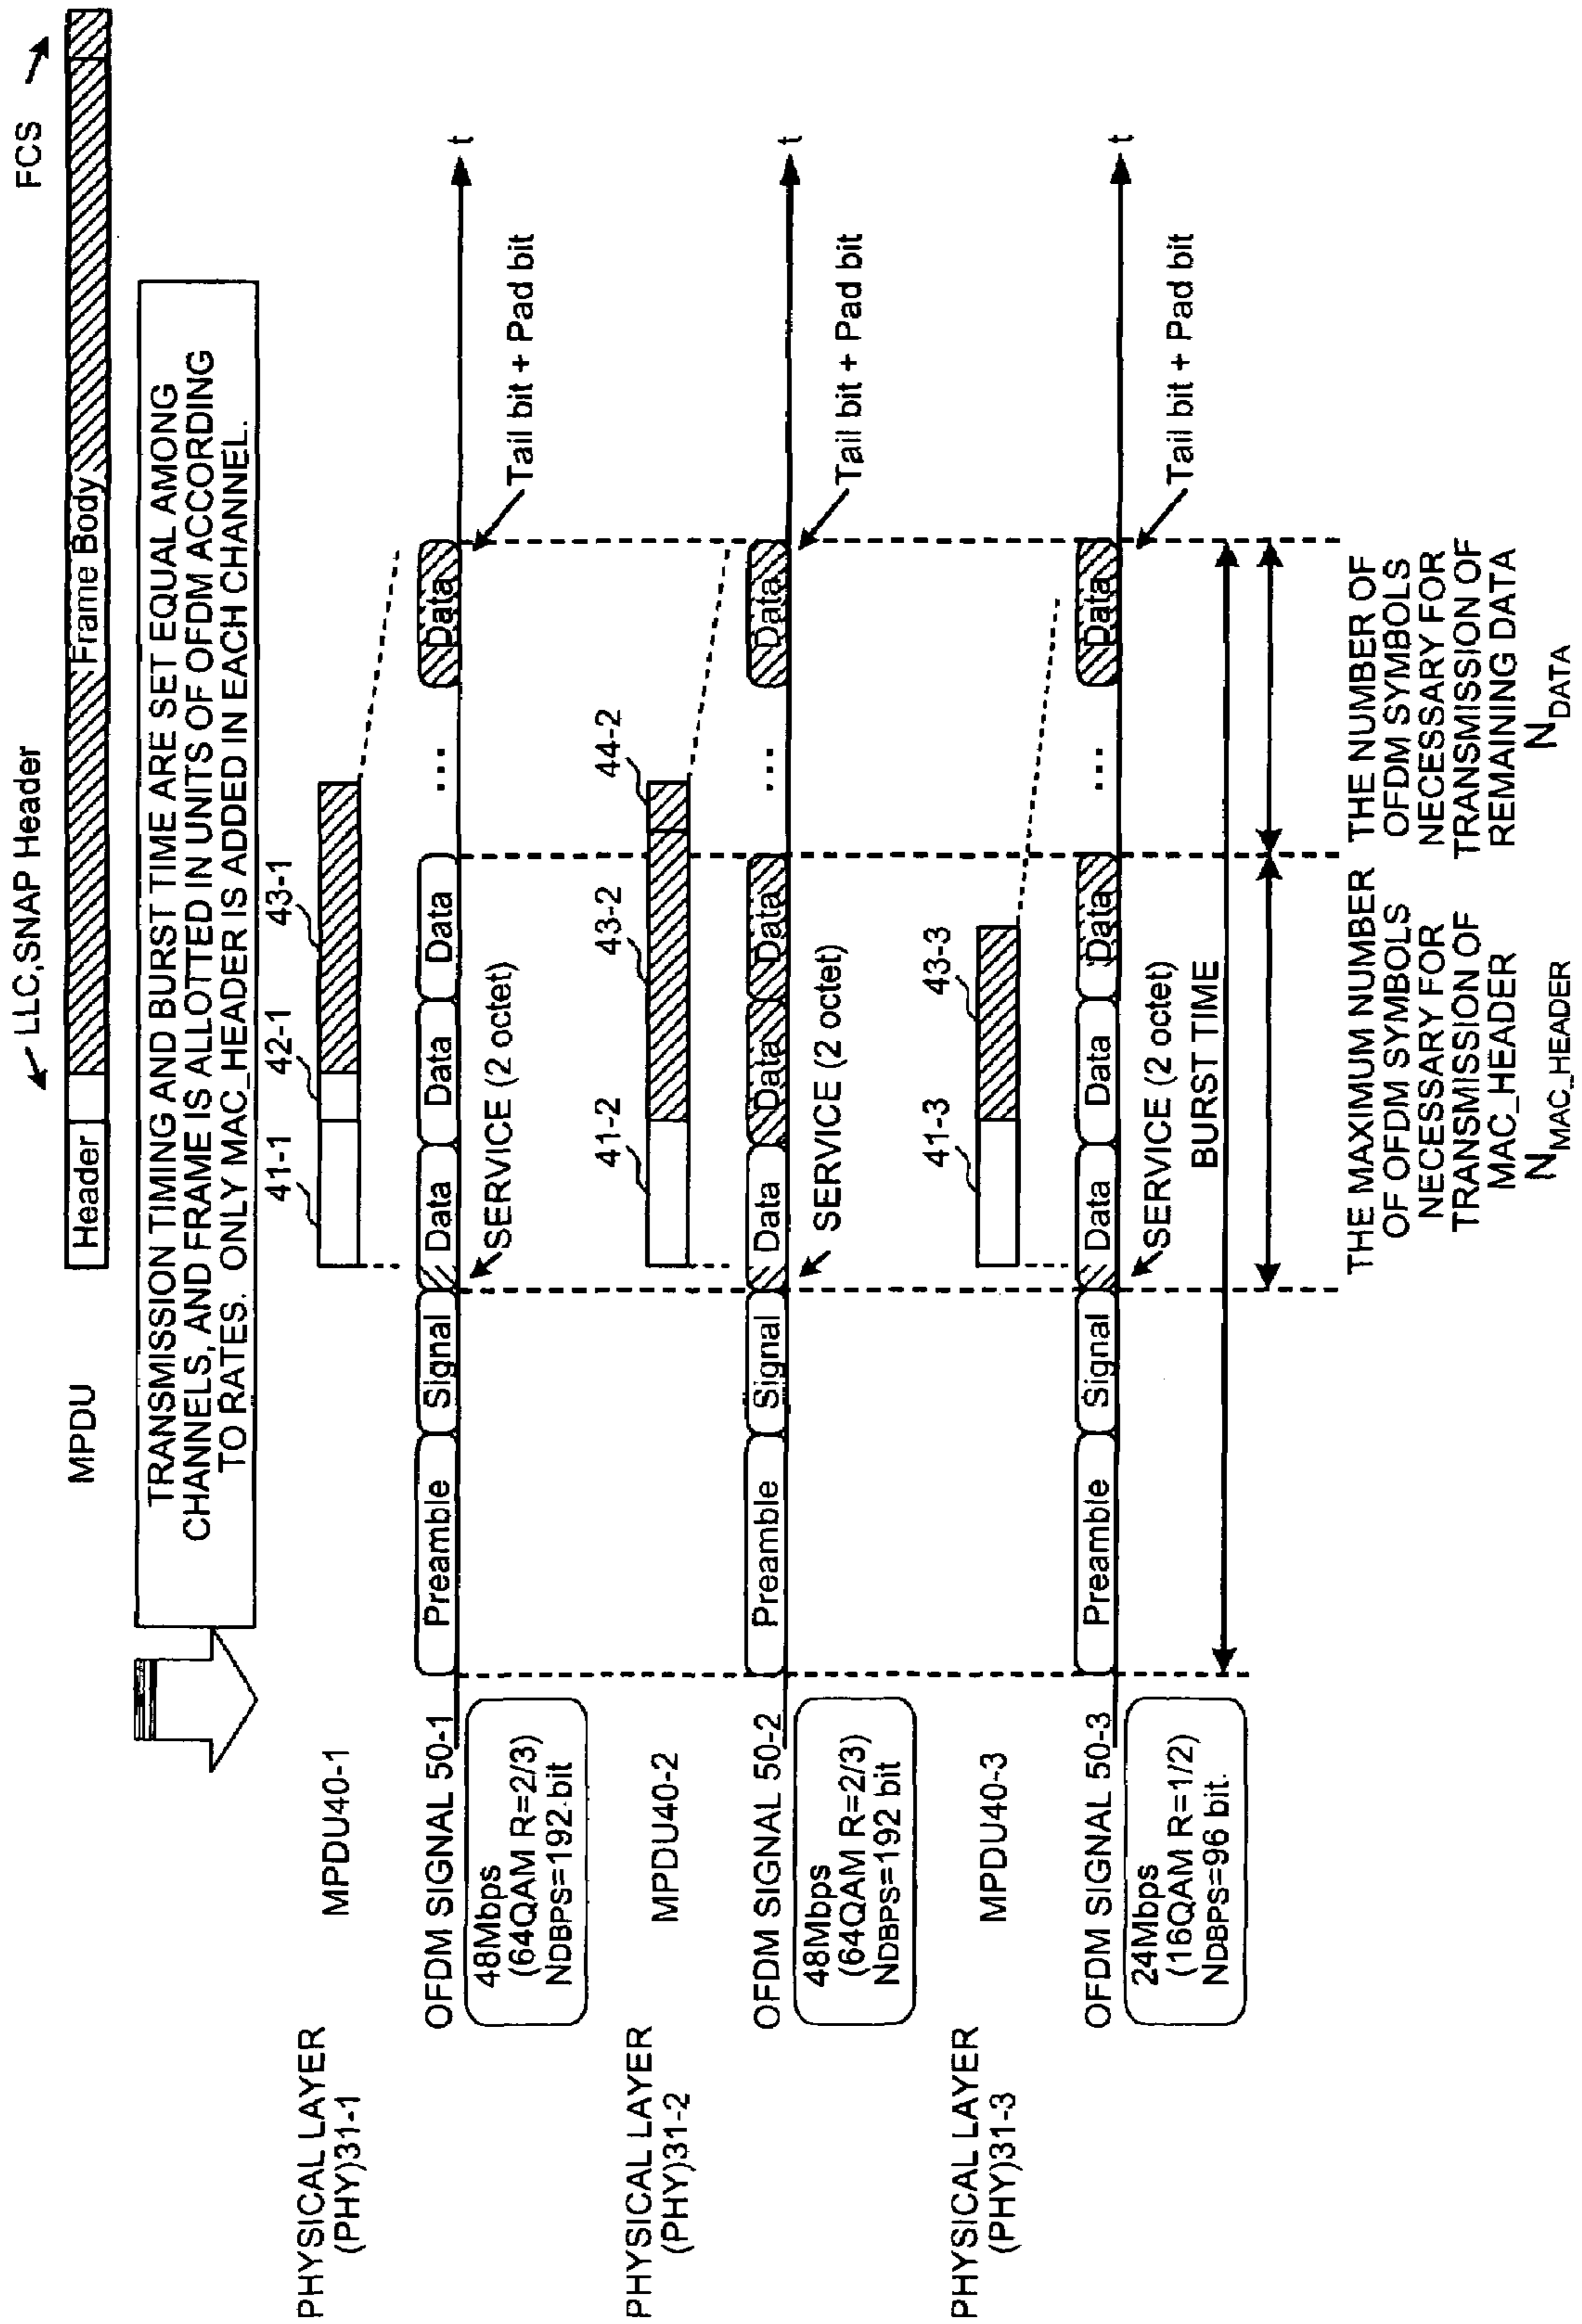 LLC,SNAP Header
FCS
MPDU
Header
Frame Body
TRANSMISSION TIMING AND BURST TIME ARE SET EQUAL AMONG
CHANNELS, AND FRAME IS ALLOTTED IN UNITS OF OFDM ACCORDING
TO RATES. ONLY MAC_HEADER IS ADDED IN EACH CHANNEL.
PHYSICAL LAYER
(PHY)31-1
MPDU40-1
41-1
42-1
43-1
OFDM SIGNAL 50-1
Preamble
Signal
Data
Data
Data
...
Data
t
48Mbps
(64QAM R=2/3)
NDBPS=192 bit
SERVICE (2 octet)
Tail bit + Pad bit
PHYSICAL LAYER
(PHY)31-2
MPDU40-2
41-2
43-2
44-2
OFDM SIGNAL 50-2
Preamble
Signal
Data
Data
Data
...
Data
t
48Mbps
(64QAM R=2/3)
NDBPS=192 bit
SERVICE (2 octet)
Tail bit + Pad bit
PHYSICAL LAYER
(PHY)31-3
MPDU40-3
41-3
43-3
OFDM SIGNAL 50-3
Preamble
Signal
Data
Data
Data
...
Data
t
24Mbps
(16QAM R=1/2)
NDBPS=96 bit.
SERVICE (2 octet)
Tail bit + Pad bit
BURST TIME
THE MAXIMUM NUMBER
OF OFDM SYMBOLS
NECESSARY FOR
TRANSMISSION OF
MAC_HEADER
NMAC_HEADER
THE NUMBER OF
OFDM SYMBOLS
NECESSARY FOR
TRANSMISSION OF
REMAINING DATA
NDATA